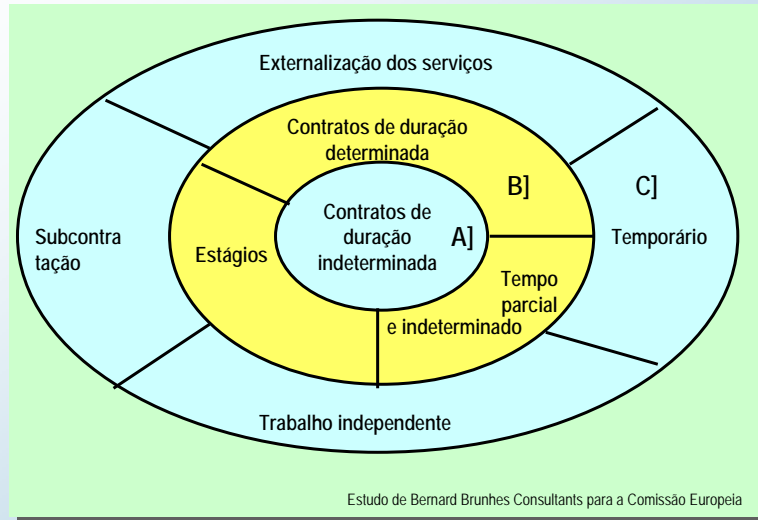 Externalização dos serviços
Contratos de duração
determinada
B]
C]
Contratos de
duração
indeterminada
A]
Subcontra
tação
Estágios
Temporário
Tempo
parcial
e indeterminado
Trabalho independente
Estudo de Bernard Brunhes Consultants para a Comissão Europeia